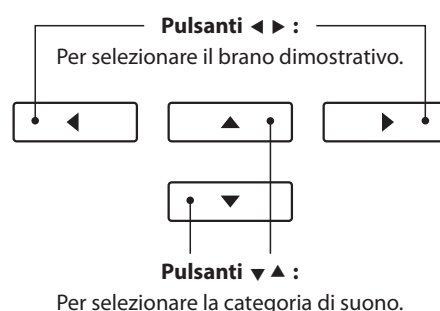 Pulsanti ◀ ▶ :
Per selezionare il brano dimostrativo.
Pulsanti ▼ ▲ :
Per selezionare la categoria di suono.